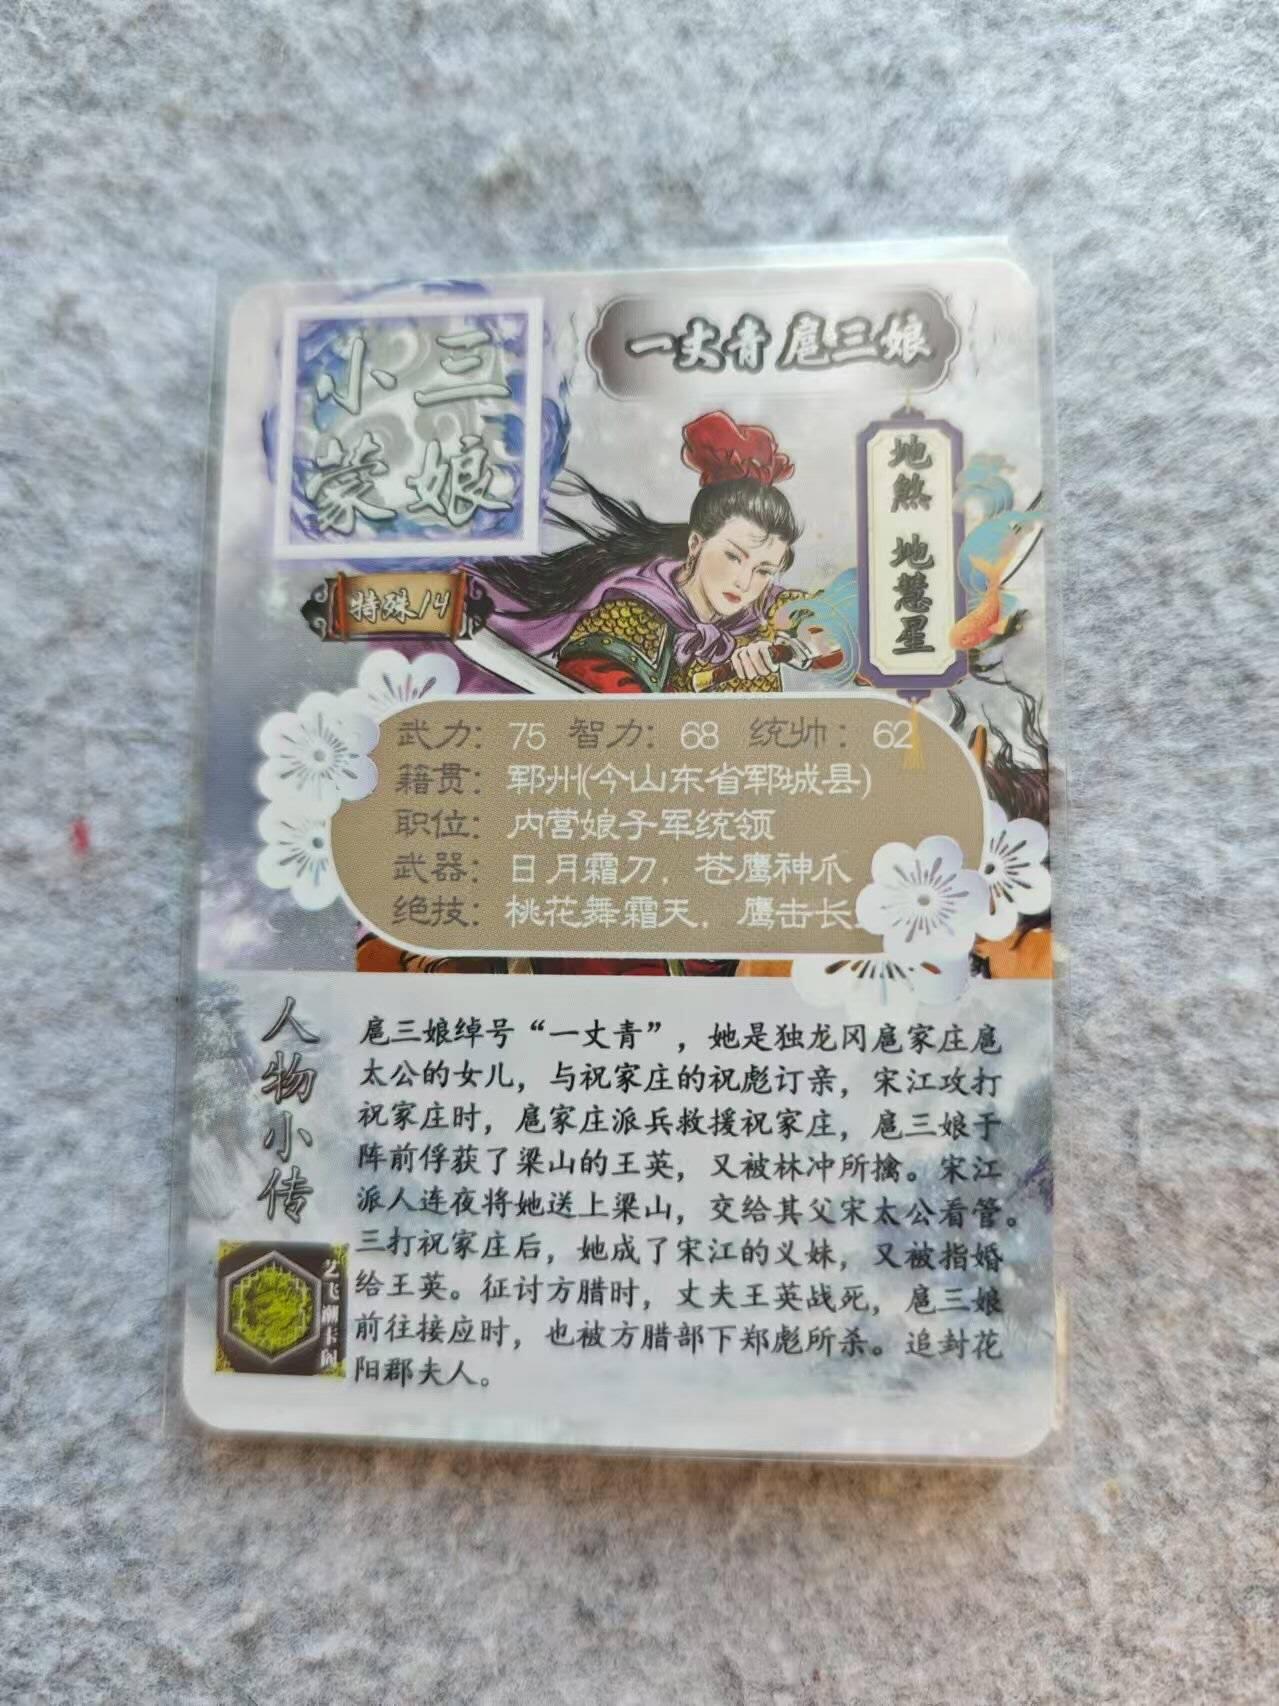 小三
蒙娘
一丈青 扈三娘
地煞 地慧星
特殊14
武力： 75 智力： 68 统帅： 62
籍贯： 郓州(今山东省郓城县)
职位： 内营娘子军统领
武器： 日月霜刀，苍鹰神爪
绝技： 桃花舞霜天，鹰击长
人物小传
扈三娘绰号“一丈青”，她是独龙冈扈家庄扈
太公的女儿，与祝家庄的祝彪订亲，宋江攻打
祝家庄时，扈家庄派兵救援祝家庄，扈三娘于
阵前俘获了梁山的王英，又被林冲所擒。宋江
派人连夜将她送上梁山，交给其父宋太公看管。
三打祝家庄后，她成了宋江的义妹，又被指婚
给王英。征讨方腊时，丈夫王英战死，扈三娘
前往接应时，也被方腊部下郑彪所杀。追封花
阳郡夫人。